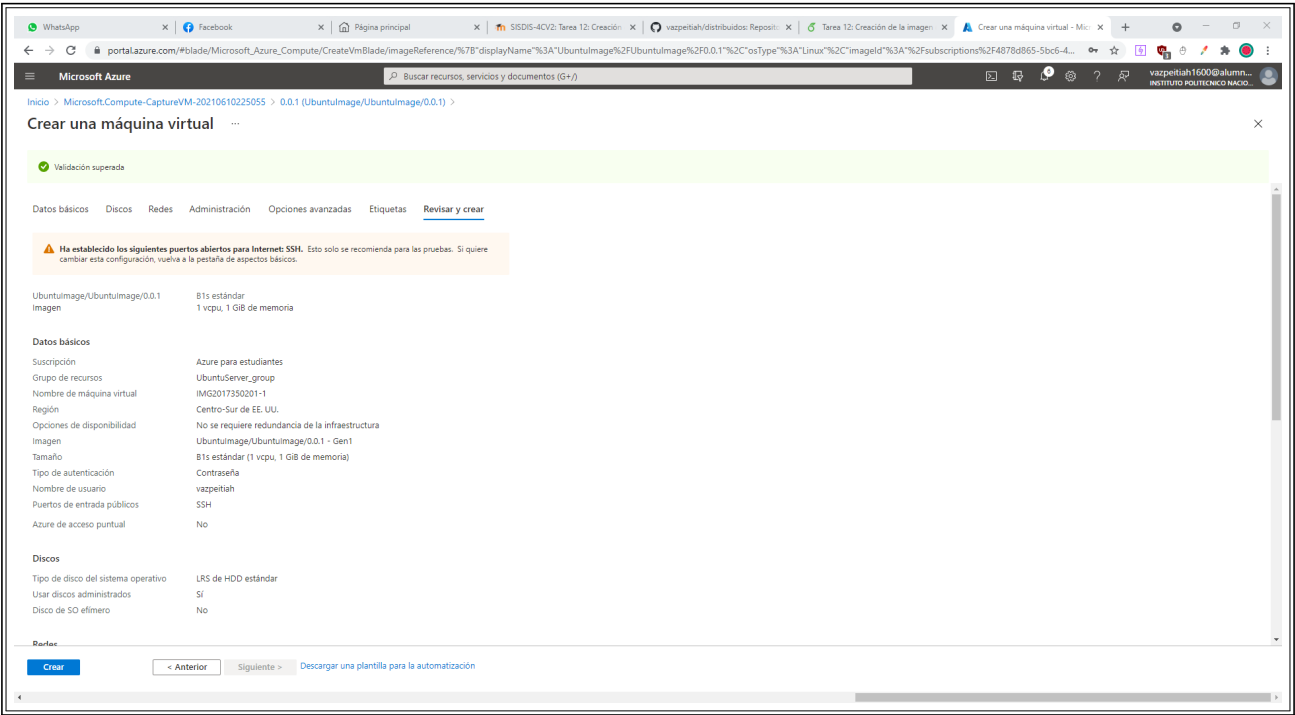 WhatsApp
Facebook
Página principal
SISDIS-4CV2: Tarea 12: Creación
vazpeitiah/distribuidos: Reposito
Tarea 12: Creación de la imagen
Crear una máquina virtual - Mic
portal.azure.com/#blade/Microsoft_Azure_Compute/CreateVmBlade/imageReference/%7B"displayName"%3A"UbuntuImage%2FUbuntuImage%2F0.0.1"%2C"osType"%3A"Linux"%2C"imageId"%3A"%2Fsubscriptions%2F4878d865-5bc6-4...
3
Microsoft Azure
Buscar recursos, servicios y documentos (G+/)
vazpeitiah1600@alumn...
INSTITUTO POLITECNICO NACIO...
Inicio > Microsoft.Compute-CaptureVM-20210610225055 > 0.0.1 (UbuntuImage/UbuntuImage/0.0.1) >
Crear una máquina virtual ...
Validación superada
Datos básicos Discos Redes Administración Opciones avanzadas Etiquetas Revisar y crear
Ha establecido los siguientes puertos abiertos para Internet: SSH. Esto solo se recomienda para las pruebas. Si quiere
cambiar esta configuración, vuelva a la pestaña de aspectos básicos.
UbuntuImage/UbuntuImage/0.0.1 B1s estándar
Imagen 1 vcpu, 1 GiB de memoria
Datos básicos
Suscripción Azure para estudiantes
Grupo de recursos UbuntuServer_group
Nombre de máquina virtual IMG2017350201-1
Región Centro-Sur de EE. UU.
Opciones de disponibilidad No se requiere redundancia de la infraestructura
Imagen UbuntuImage/UbuntuImage/0.0.1 - Gen1
Tamaño B1s estándar (1 vcpu, 1 GiB de memoria)
Tipo de autenticación Contraseña
Nombre de usuario vazpeitiah
Puertos de entrada públicos SSH
Azure de acceso puntual No
Discos
Tipo de disco del sistema operativo LRS de HDD estándar
Usar discos administrados Sí
Disco de SO efímero No
Redes
Crear < Anterior Siguiente > Descargar una plantilla para la automatización